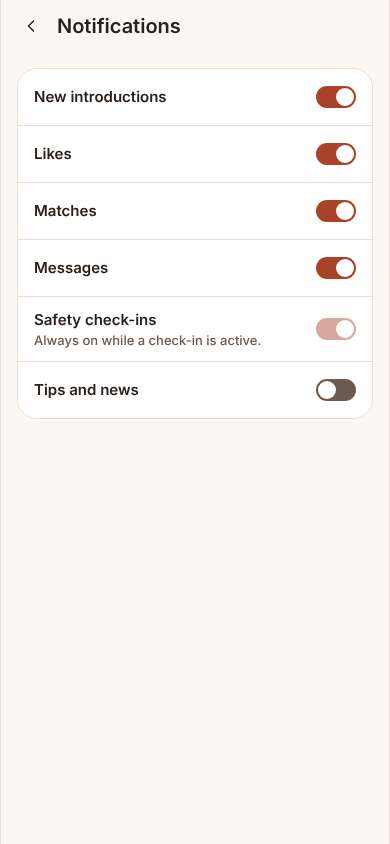 Notifications
New introductions
Likes
Matches
Messages
Safety check-ins
Always on while a check-in is active.
Tips and news